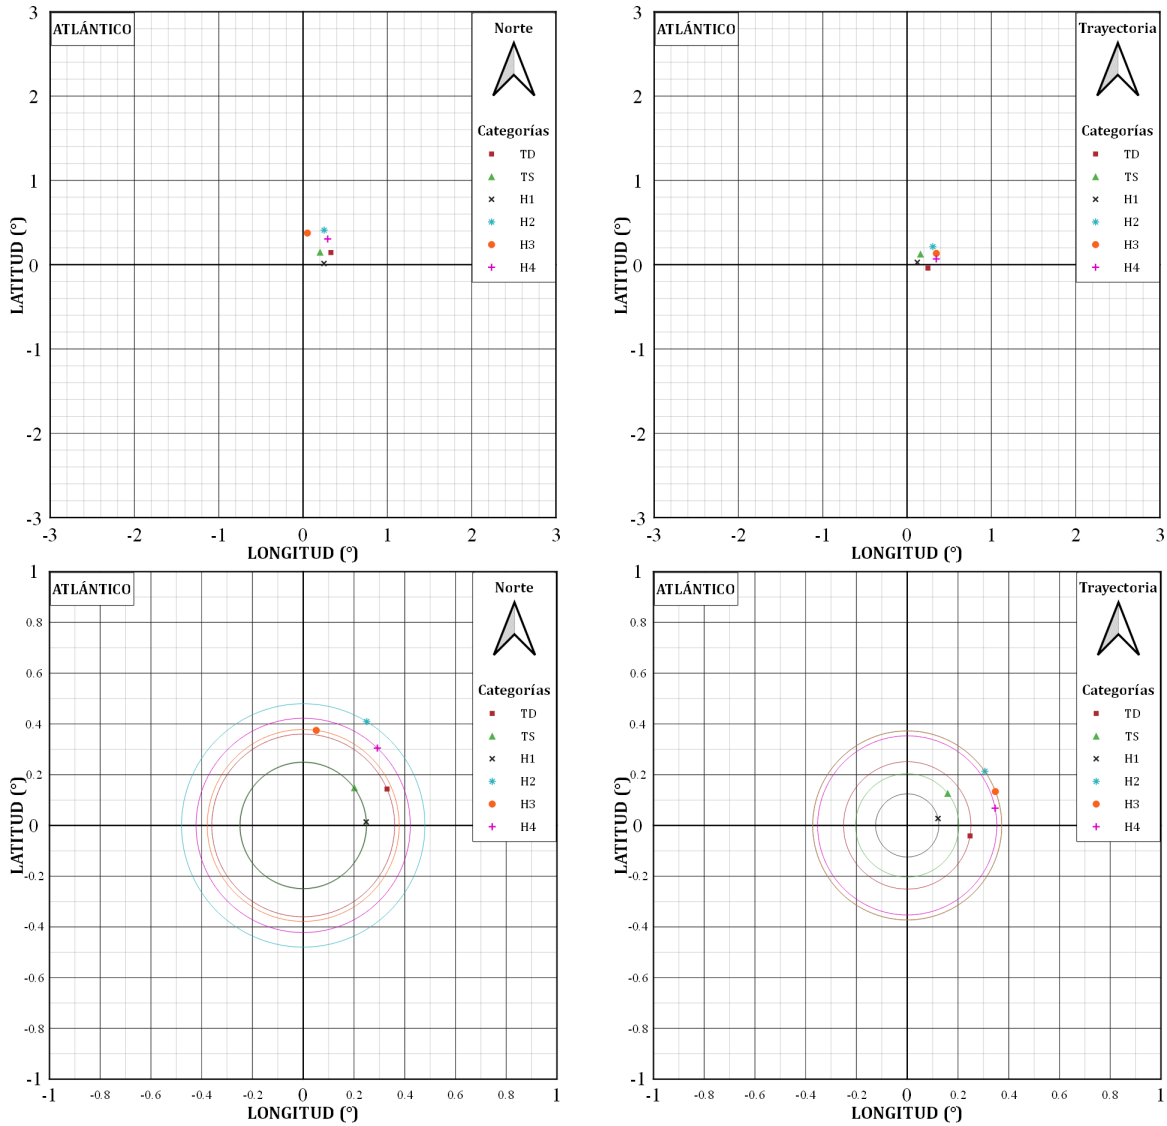 ATLÁNTICO
Norte
Categorías
TD
TS
H1
H2
H3
H4
3
2
1
0
-1
-2
-3
LATITUD (°)
-3
-2
-1
0
1
2
3
LONGITUD (°)
ATLÁNTICO
Trayectoria
Categorías
TD
TS
H1
H2
H3
H4
3
2
1
0
-1
-2
-3
LATITUD (°)
-3
-2
-1
0
1
2
3
LONGITUD (°)
ATLÁNTICO
Norte
Categorías
TD
TS
H1
H2
H3
H4
1
0.8
0.6
0.4
0.2
0
-0.2
-0.4
-0.6
-0.8
-1
LATITUD (°)
-1
-0.8
-0.6
-0.4
-0.2
0
0.2
0.4
0.6
0.8
1
LONGITUD (°)
ATLÁNTICO
Trayectoria
Categorías
TD
TS
H1
H2
H3
H4
1
0.8
0.6
0.4
0.2
0
-0.2
-0.4
-0.6
-0.8
-1
LATITUD (°)
-1
-0.8
-0.6
-0.4
-0.2
0
0.2
0.4
0.6
0.8
1
LONGITUD (°)